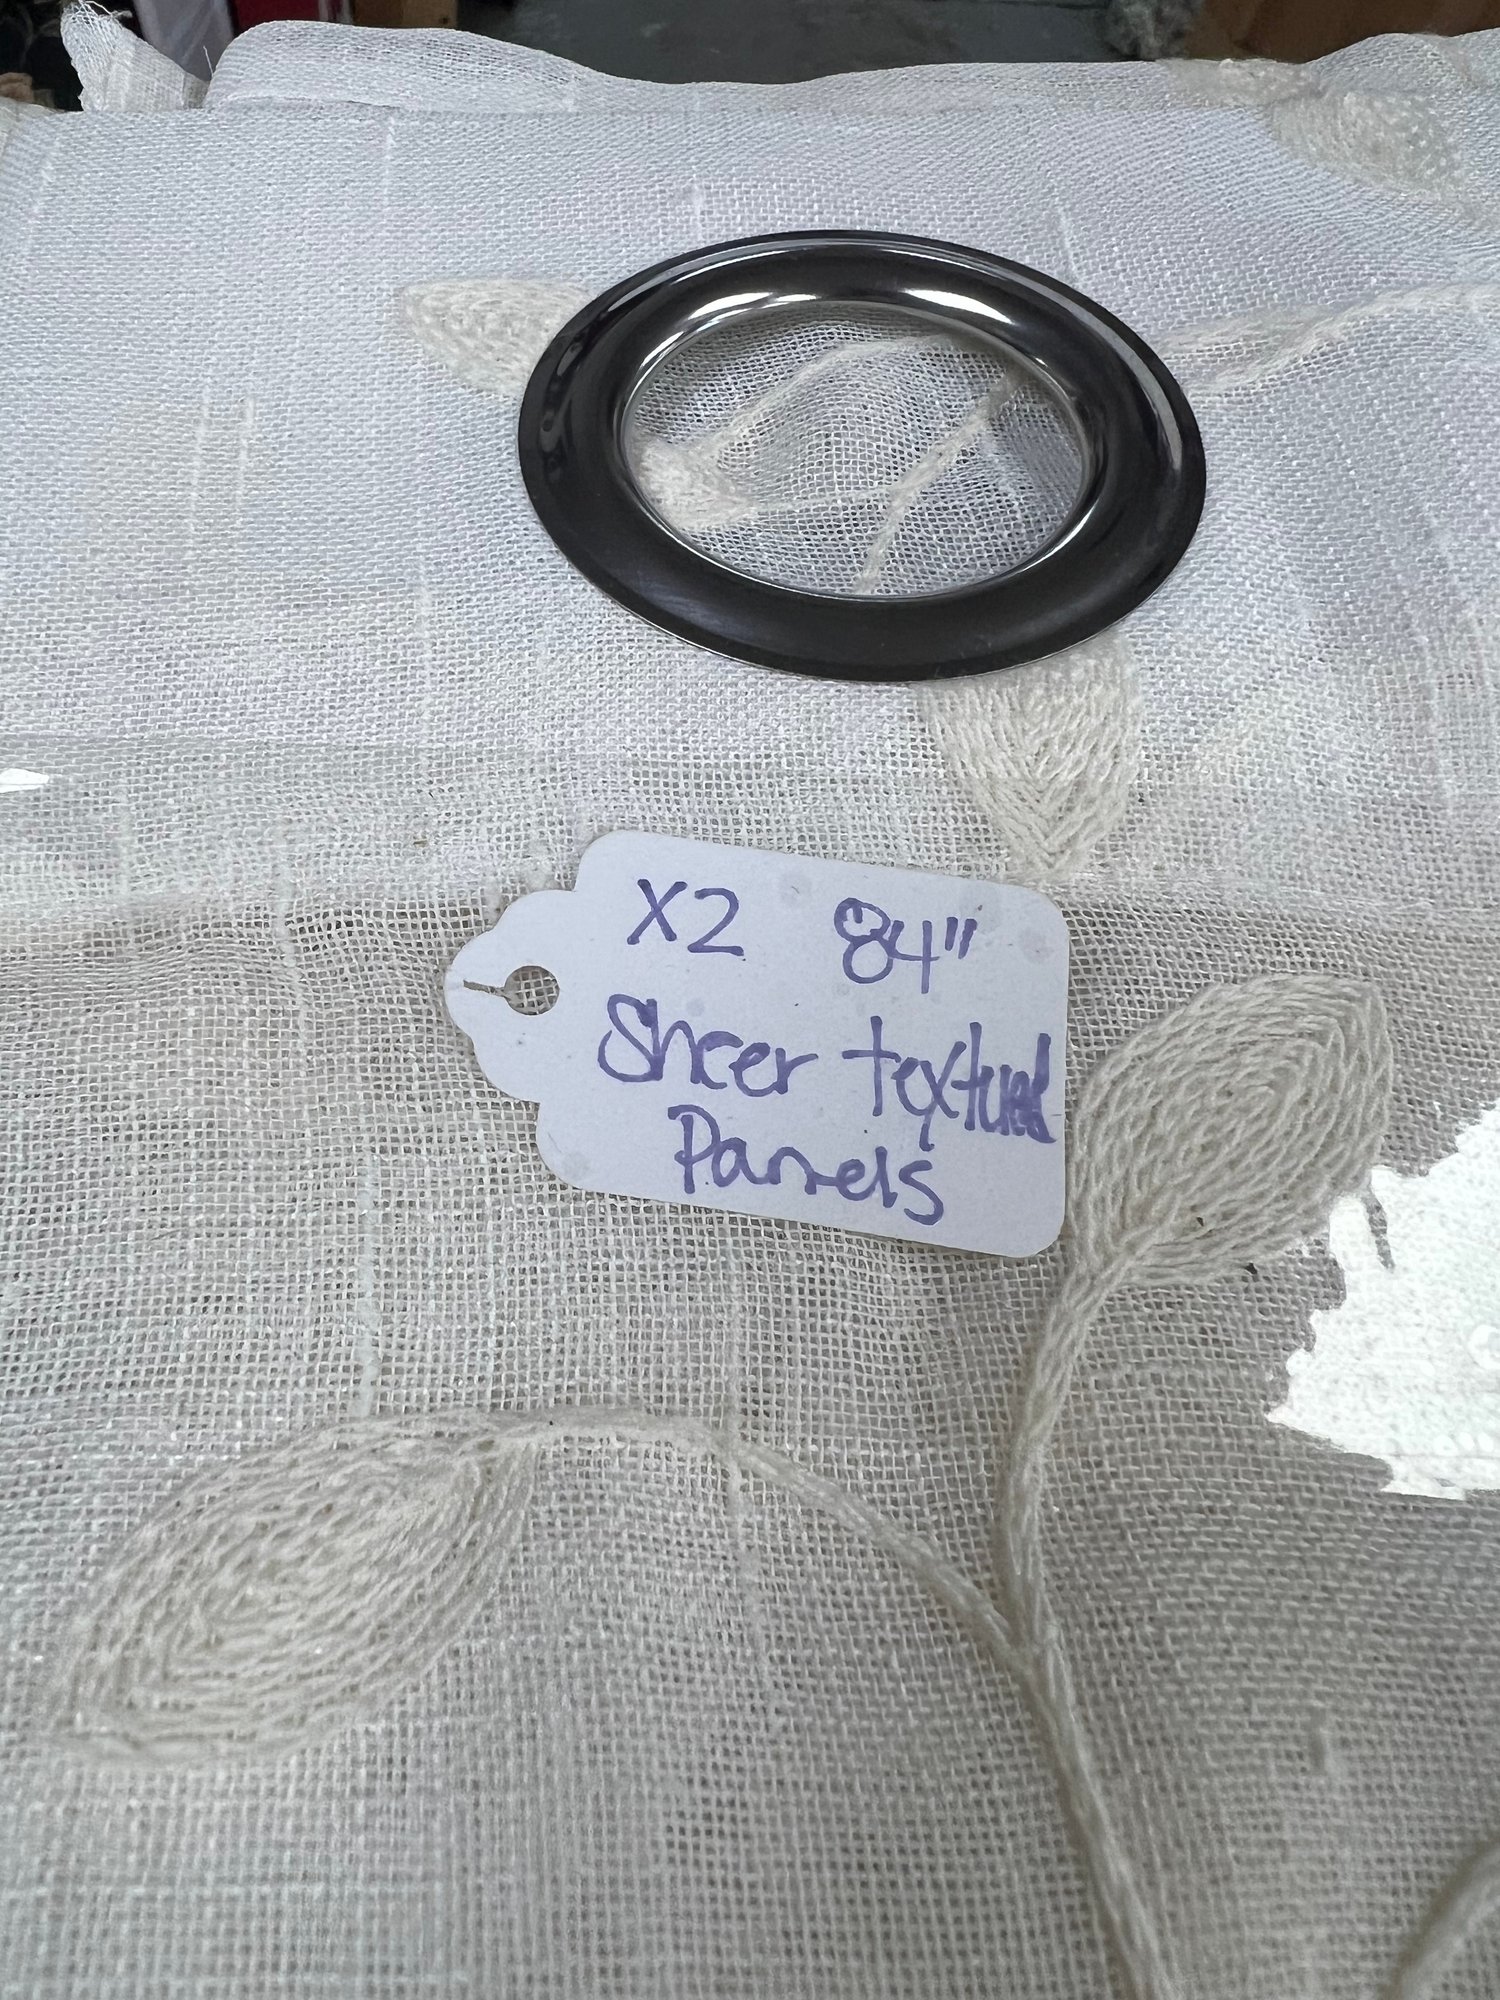 X2 84"
Sheer textured
Panels